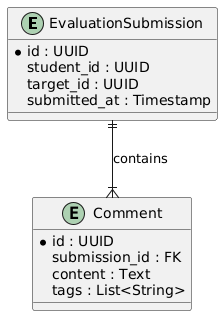 E EvaluationSubmission
id : UUID
student_id : UUID
target_id : UUID
submitted_at : Timestamp
contains
E Comment
id : UUID
submission_id : FK
content : Text
tags : List<String>